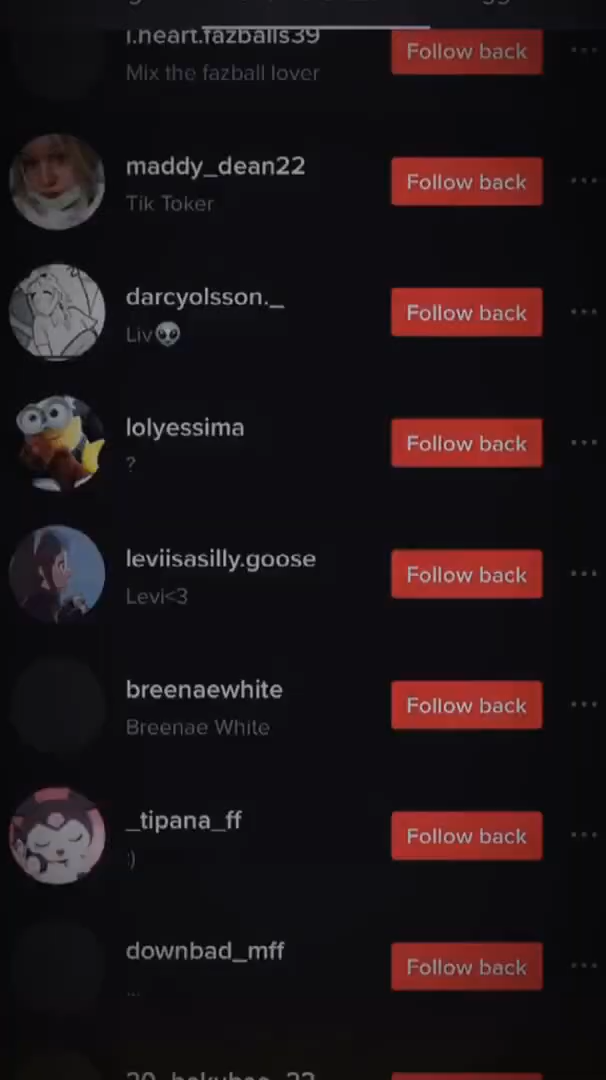 i.heart.fazballs39
Mix the fazball lover
Follow back
maddy_dean22
Tik Toker
Follow back
darcyolsson._
Liv👽
Follow back
lolyessima
?
Follow back
leviisasilly.goose
Levi<3
Follow back
breenaewhite
Breenae White
Follow back
_tipana_ff
:)
Follow back
downbad_mff
...
Follow back